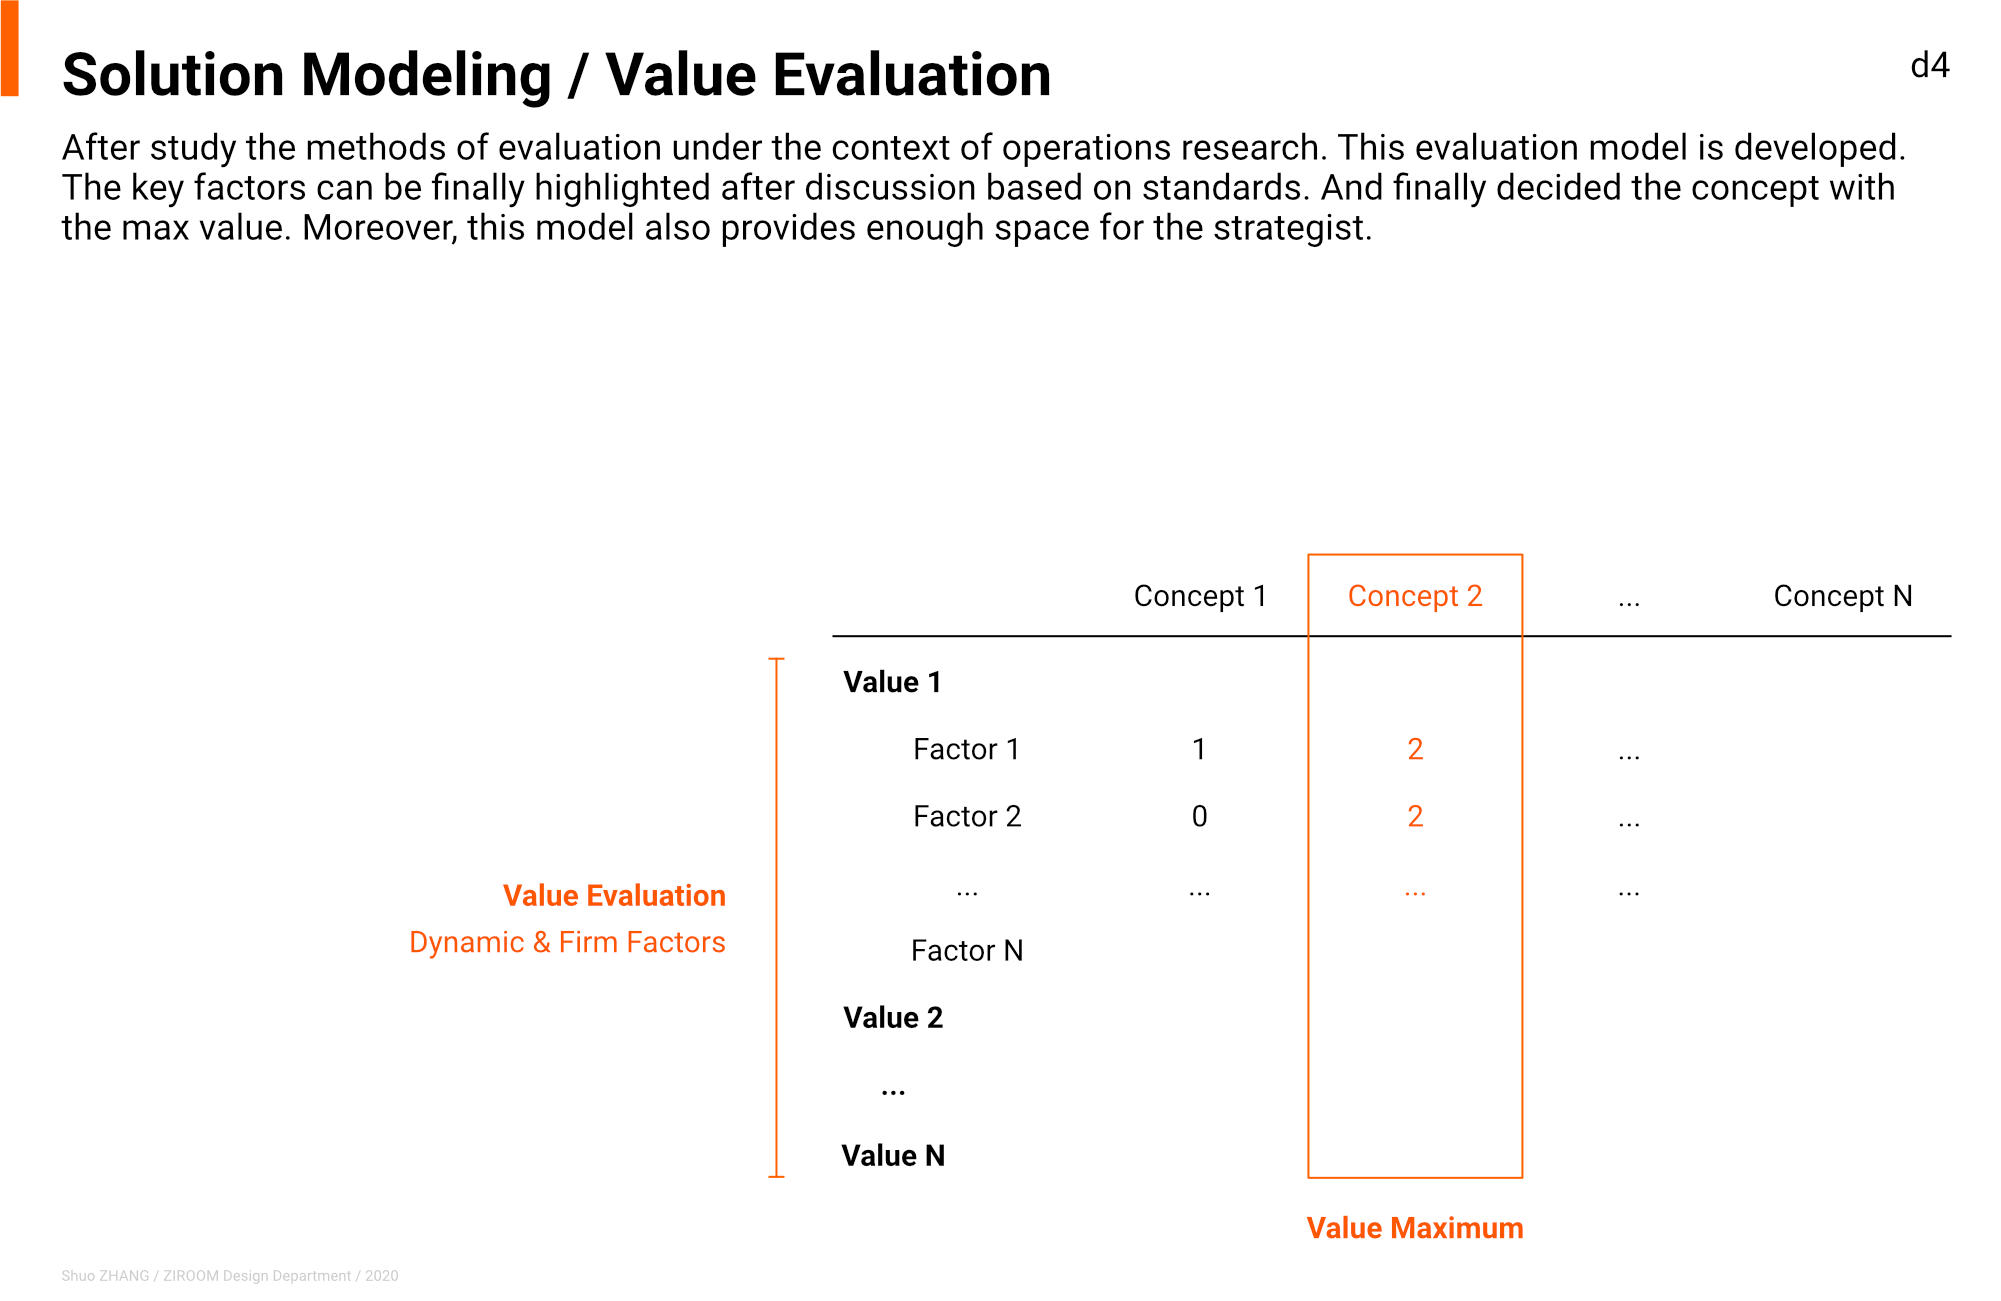 Solution Modeling / Value Evaluation
d4
After study the methods of evaluation under the context of operations research. This evaluation model is developed.
The key factors can be finally highlighted after discussion based on standards. And finally decided the concept with
the max value. Moreover, this model also provides enough space for the strategist.
Concept 1 Concept 2 ... Concept N
Value 1
Factor 1 1 2 ...
Factor 2 0 2 ...
... ... ... ...
Factor N
Value 2
...
Value N
Value Evaluation
Dynamic & Firm Factors
Value Maximum
Shuo ZHANG / ZIROOM Design Department / 2020